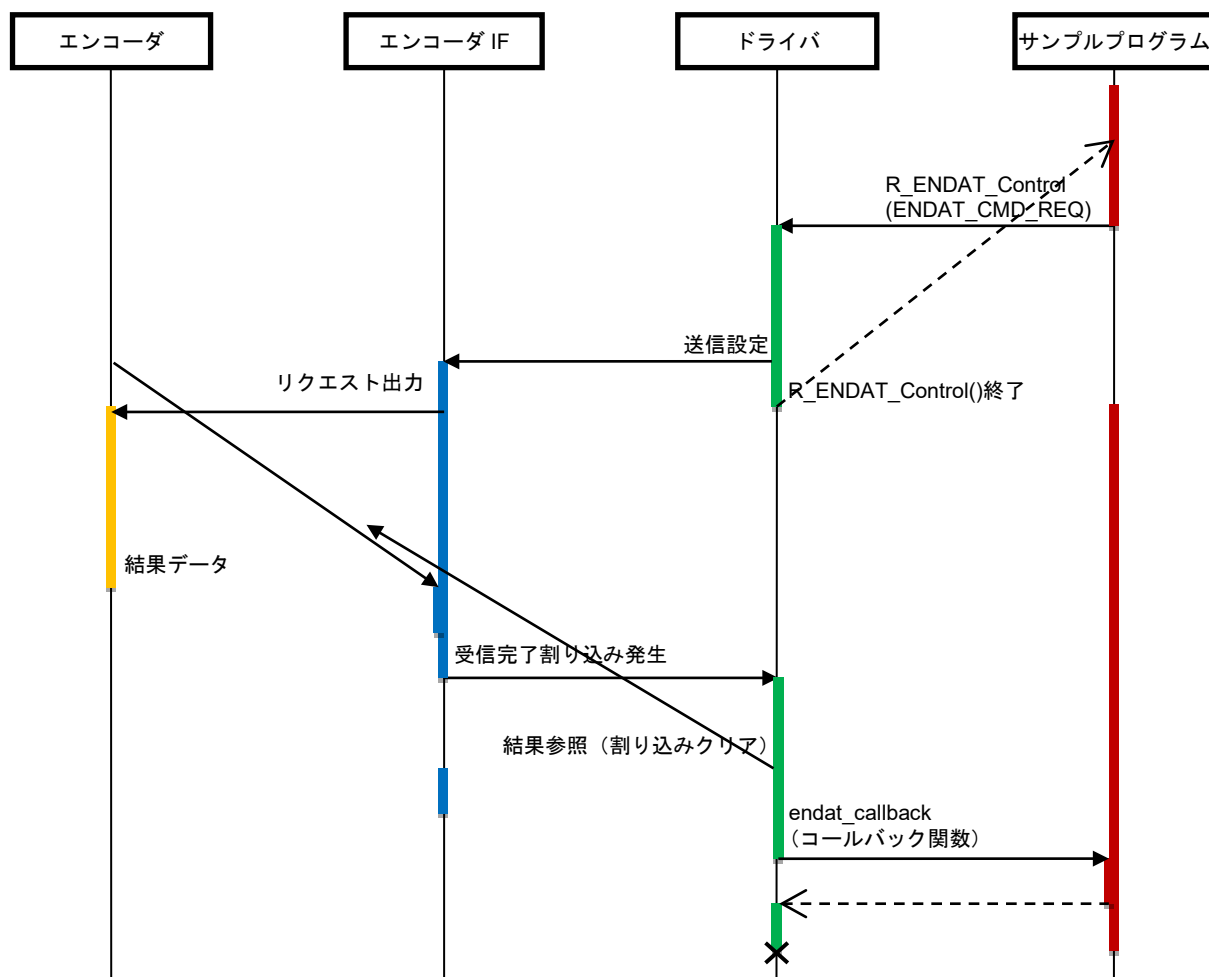 エンコーダ
エンコーダ IF
ドライバ
サンプルプログラム
R_ENDAT_Control
(ENDAT_CMD_REQ)
送信設定
リクエスト出力
R_ENDAT_Control()終了
結果データ
受信完了割り込み発生
結果参照（割り込みクリア）
endat_callback
（コールバック関数）